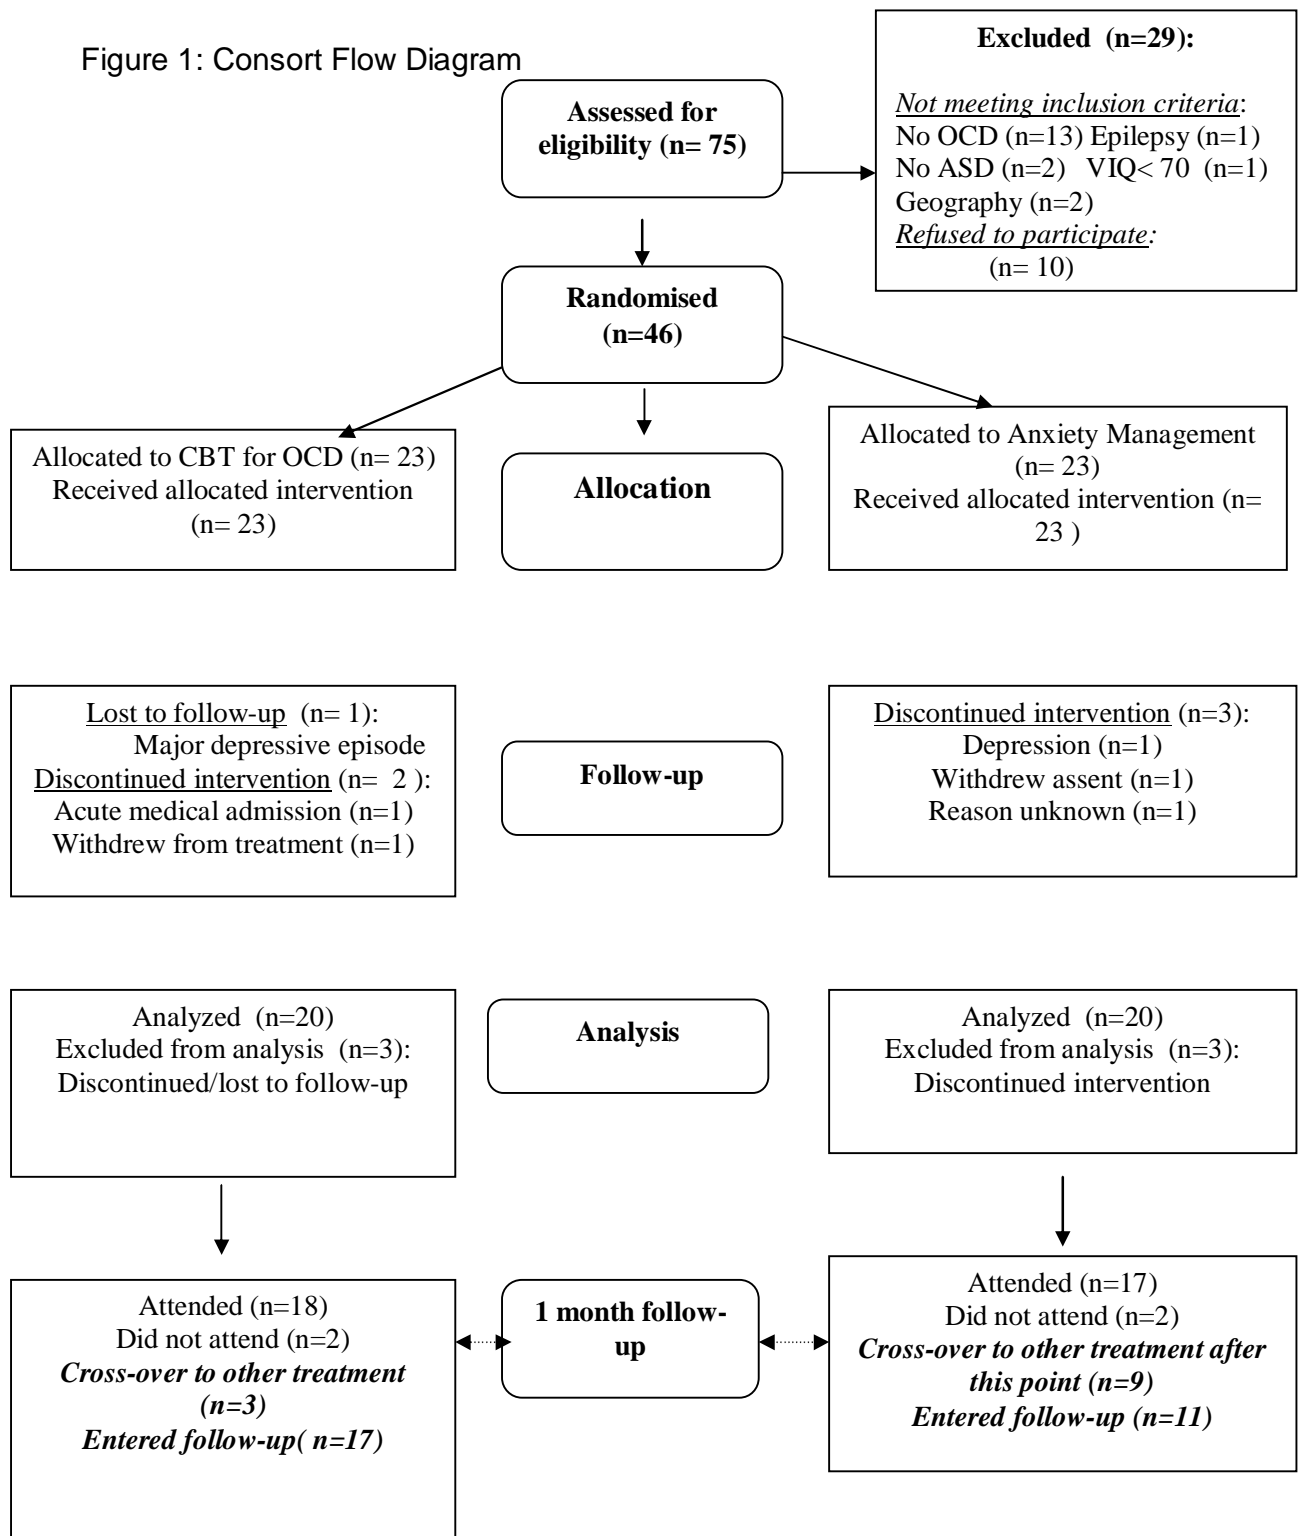 Figure 1: Consort Flow Diagram
Excluded  (n=29):
Not meeting inclusion criteria:
No OCD (n=13) Epilepsy (n=1)
No ASD (n=2)   VIQ< 70  (n=1)
Geography (n=2)
Refused to participate:
(n= 10)
Assessed for
eligibility (n= 75)
Randomised
(n=46)
Allocated to CBT for OCD (n= 23)
Received allocated intervention
(n= 23)
Allocation
Allocated to Anxiety Management
(n= 23)
Received allocated intervention (n=
23 )
Lost to follow-up  (n= 1):
Major depressive episode
Discontinued intervention (n=  2 ):
Acute medical admission (n=1)
Withdrew from treatment (n=1)
Follow-up
Discontinued intervention (n=3):
Depression (n=1)
Withdrew assent (n=1)
Reason unknown (n=1)
Analyzed  (n=20)
Excluded from analysis  (n=3):
Discontinued/lost to follow-up
Analysis
Analyzed  (n=20)
Excluded from analysis  (n=3):
Discontinued intervention
Attended (n=18)
Did not attend (n=2)
Cross-over to other treatment
(n=3)
Entered follow-up( n=17)
1 month follow-
up
Attended (n=17)
Did not attend (n=2)
Cross-over to other treatment after
this point (n=9)
Entered follow-up (n=11)